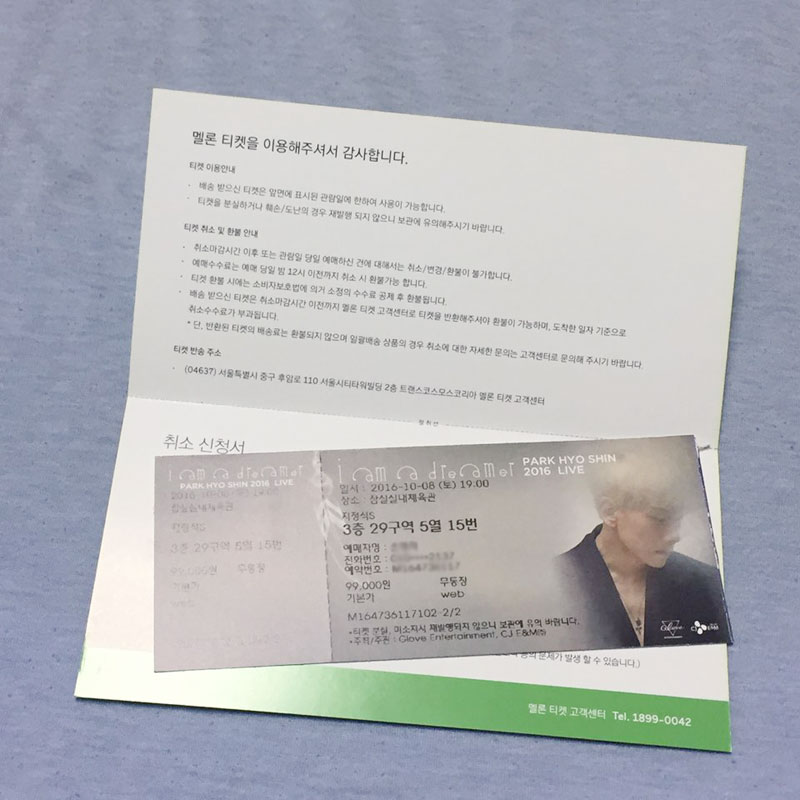 멜론 티켓을 이용해주셔서 감사합니다.
티켓 이용안내
· 배송 받으신 티켓은 앞면에 표시된 관람일에 한하여 사용이 가능합니다.
· 티켓을 분실하거나 훼손/도난의 경우 재발행 되지 않으니 보관에 유의해주시기 바랍니다.
티켓 취소 및 환불 안내
· 취소마감시간 이후 또는 관람일 당일 예매하신 건에 대해서는 취소/변경/환불이 불가합니다.
· 예매수수료는 예매 당일 밤 12시 이전까지 취소 시 환불가능 합니다.
· 티켓 환불 시에는 소비자보호법에 의거 소정의 수수료 공제 후 환불됩니다.
· 배송 받으신 티켓은 취소마감시간 이전까지 멜론 티켓 고객센터로 티켓을 반환해주셔야 환불이 가능하며, 도착한 일자 기준으로
취소수수료가 부과됩니다.
* 단, 반환된 티켓의 배송료는 환불되지 않으며 일괄배송 상품의 경우 취소에 대한 자세한 문의는 고객센터로 문의해 주시기 바랍니다.
티켓 반송 주소
· (04637) 서울특별시 중구 후암로 110 서울시티타워빌딩 2층 트랜스코스모스코리아 멜론 티켓 고객센터
절취선
취소 신청서
i am a dreamer
PARK HYO SHIN 2016 LIVE
2016-10-08 (토) 19:00
잠실실내체육관
지정석S
3층 29구역 5열 15번
99,000원 무통장
기본가
web
i am a dreamer PARK HYO SHIN
2016 LIVE
일시 : 2016-10-08 (토) 19:00
장소 : 잠실실내체육관
지정석S
3층 29구역 5열 15번
예매자명 :
전화번호 :
예약번호 :
99,000원 무통장
기본가 web
M164736117102-2/2
*티켓 분실, 미소지시 재발행되지 않으니 보관에 유의 바랍니다.
*주최/주관 : Glove Entertainment, CJ E&M㈜
Glove CJ E&M
문제가 발생 할 수 있습니다.)
멜론 티켓 고객센터 Tel. 1899-0042